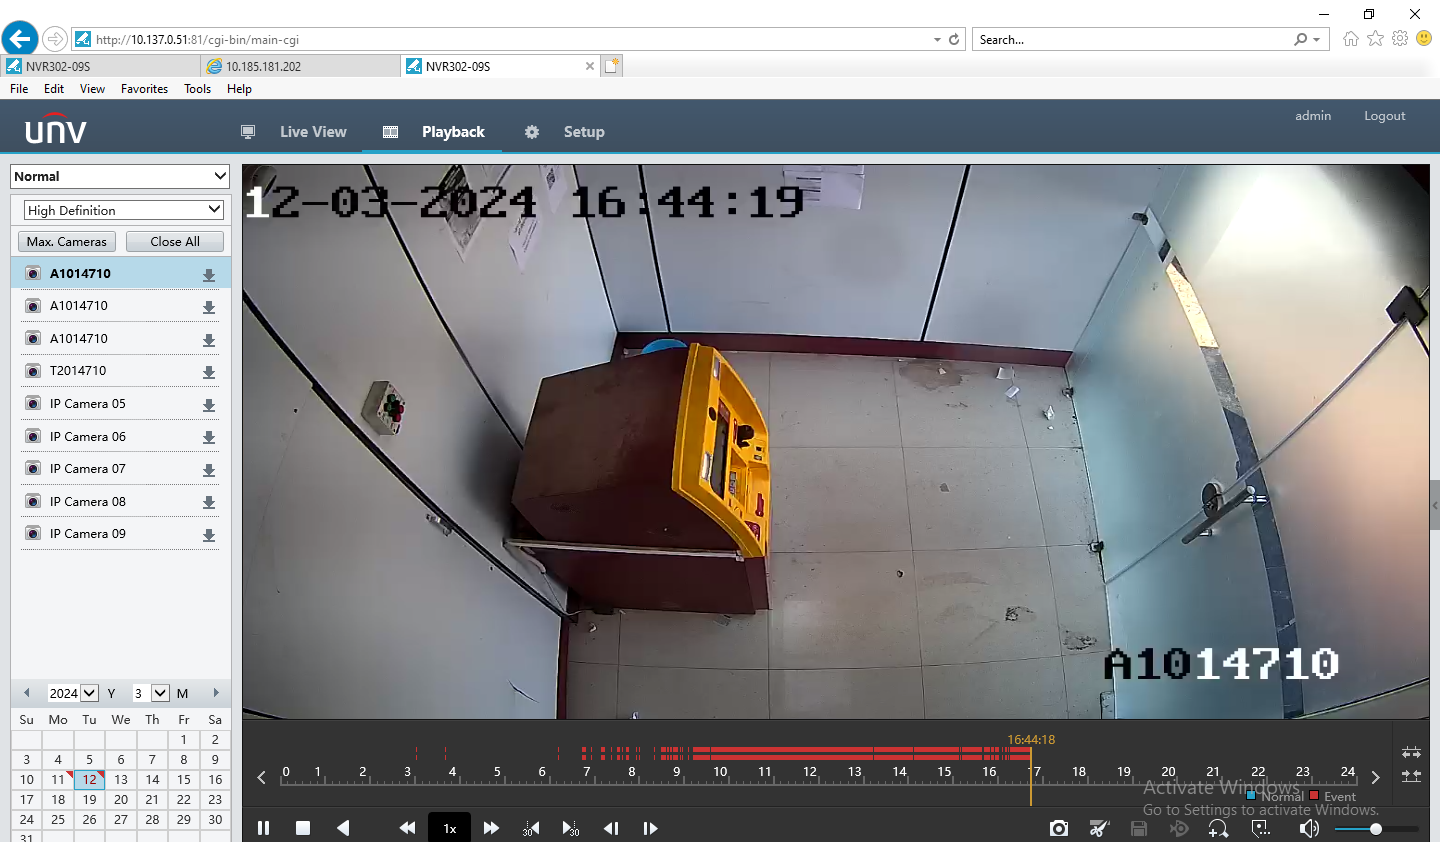 http://10.137.0.51:81/cgi-bin/main-cgi
Search...
NVR302-09S
10.185.181.202
NVR302-09S
File Edit View Favorites Tools Help
unv
Live View
Playback
Setup
admin
Logout
Normal
High Definition
Max. Cameras
Close All
A1014710
A1014710
A1014710
T2014710
IP Camera 05
IP Camera 06
IP Camera 07
IP Camera 08
IP Camera 09
12-03-2024 16:44:19
A1014710
2024 Y 3 M
Su Mo Tu We Th Fr Sa
1 2
3 4 5 6 7 8 9
10 11 12 13 14 15 16
17 18 19 20 21 22 23
24 25 26 27 28 29 30
31
16:44:18
0 1 2 3 4 5 6 7 8 9 10 11 12 13 14 15 16 17 18 19 20 21 22 23 24
Normal Event
Activate Windows
Go to Settings to activate Windows.
1x
30
30